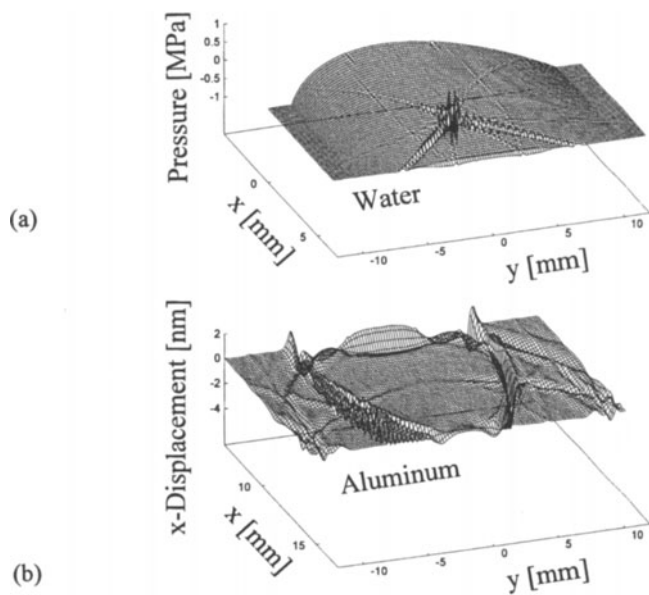 Pressure [MPa]
1
0.5
0
-0.5
-1
0
5
x [mm]
Water
-10
-5
0
5
10
y [mm]
(a)
x-Displacement [nm]
2
0
-2
-4
10
15
x [mm]
Aluminum
-10
-5
0
5
10
y [mm]
(b)